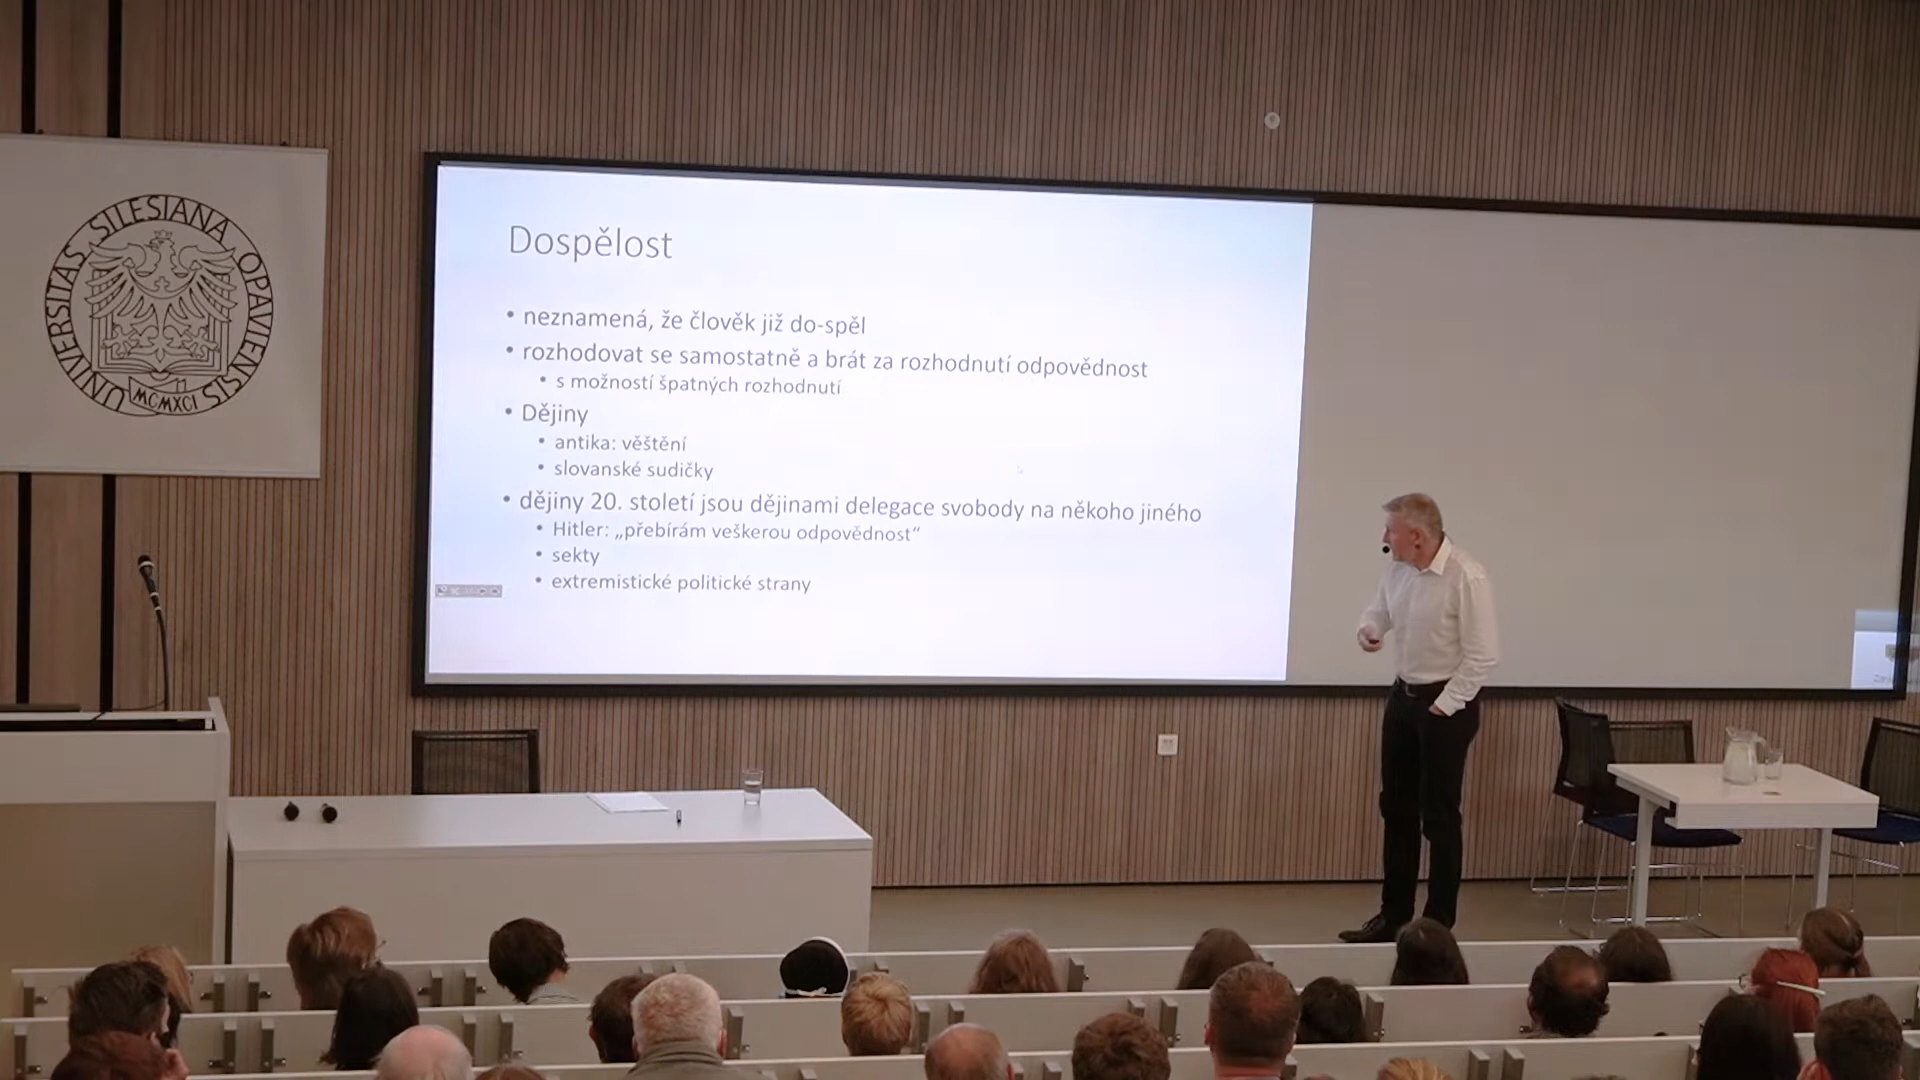 UNIVERSITAS SILESIANA OPAVIENSIS
MCMXCI
Dospělost
• neznamená, že člověk již do-spěl
• rozhodovat se samostatně a brát za rozhodnutí odpovědnost
• s možností špatných rozhodnutí
• Dějiny
• antika: věštění
• slovanské sudičky
• dějiny 20. století jsou dějinami delegace svobody na někoho jiného
• Hitler: „přebírám veškerou odpovědnost“
• sekty
• extremistické politické strany